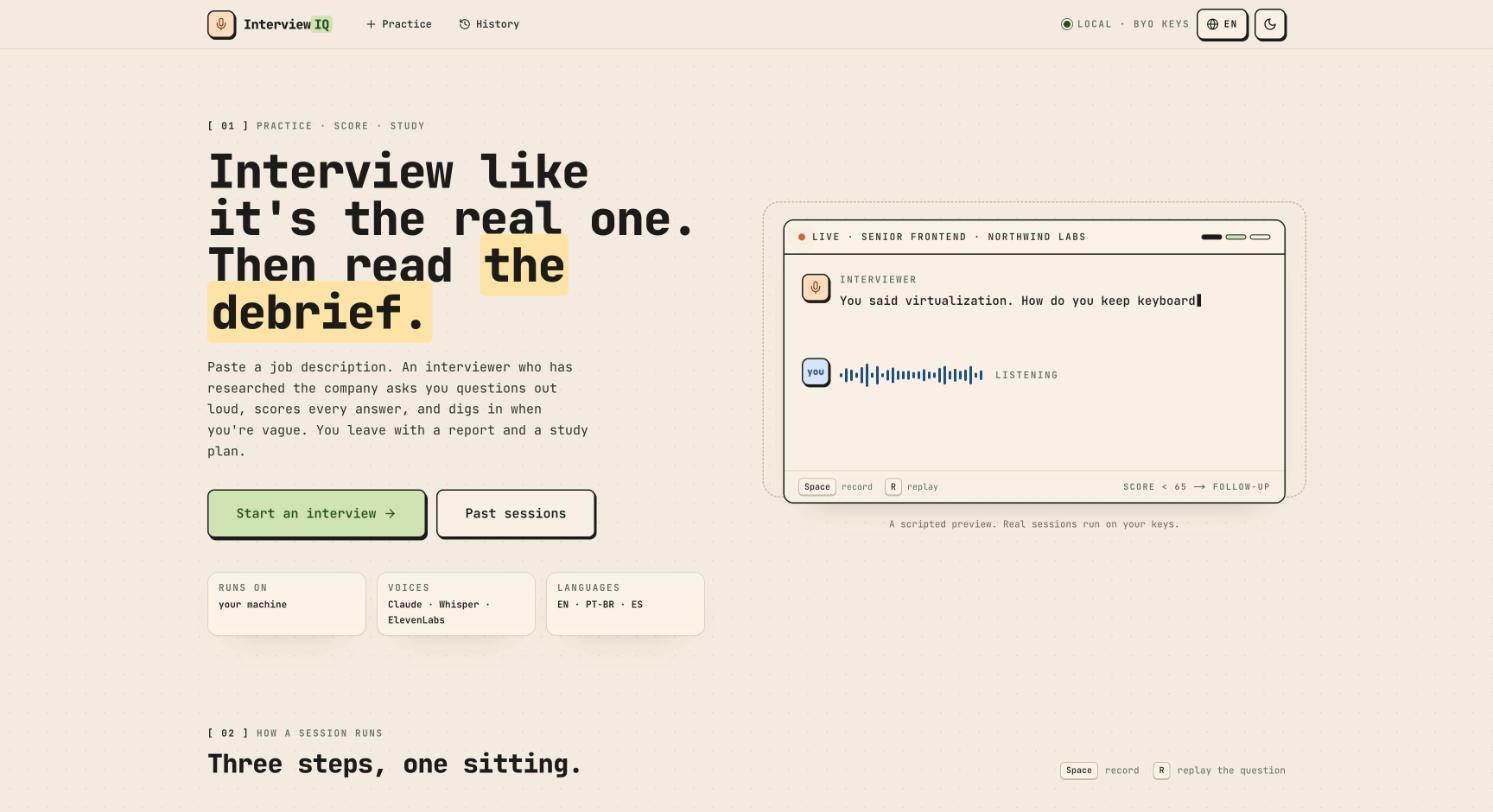 InterviewIQ
Practice
History
LOCAL · BYO KEYS
EN
[ 01 ] PRACTICE · SCORE · STUDY
Interview like
it's the real one.
Then read the
debrief.
Paste a job description. An interviewer who has
researched the company asks you questions out
loud, scores every answer, and digs in when
you're vague. You leave with a report and a study
plan.
Start an interview →
Past sessions
RUNS ON
your machine
VOICES
Claude · Whisper ·
ElevenLabs
LANGUAGES
EN · PT-BR · ES
LIVE · SENIOR FRONTEND · NORTHWIND LABS
INTERVIEWER
You said virtualization. How do you keep keyboard
you
LISTENING
Space record R replay
SCORE < 65 → FOLLOW-UP
A scripted preview. Real sessions run on your keys.
[ 02 ] HOW A SESSION RUNS
Three steps, one sitting.
Space record R replay the question